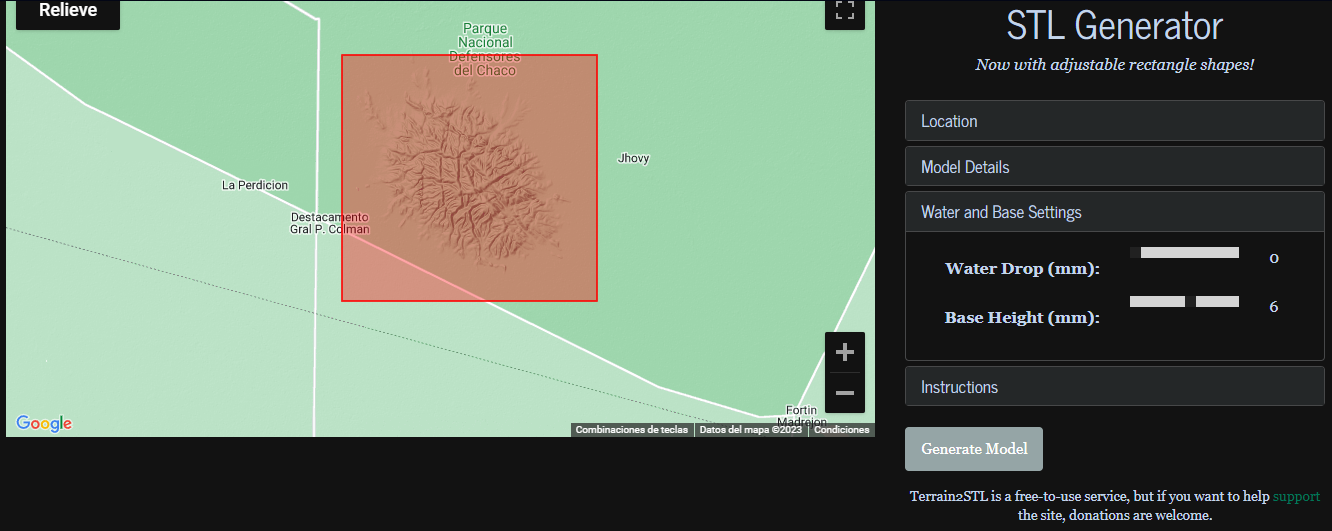 Relieve
Parque
Nacional
Defensores
del Chaco
Jhovy
La Perdicion
Destacamento
Gral P. Colman
Fortin
Madrejon
Google
Combinaciones de teclas
Datos del mapa ©2023
Condiciones
STL Generator
Now with adjustable rectangle shapes!
Location
Model Details
Water and Base Settings
Water Drop (mm):
0
Base Height (mm):
6
Instructions
Generate Model
Terrain2STL is a free-to-use service, but if you want to help support
the site, donations are welcome.